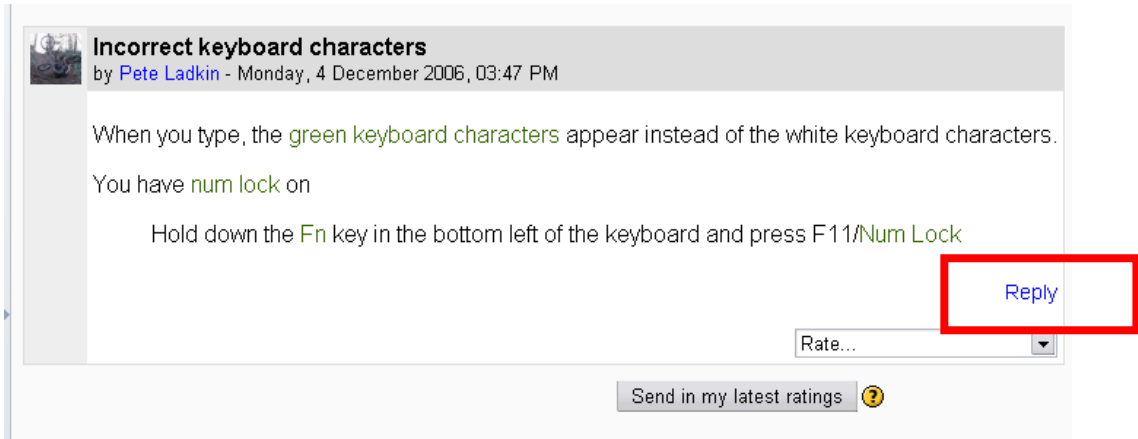 Incorrect keyboard characters
by Pete Ladkin - Monday, 4 December 2006, 03:47 PM
When you type, the green keyboard characters appear instead of the white keyboard characters.
You have num lock on
Hold down the Fn key in the bottom left of the keyboard and press F11/Num Lock
Reply
Rate...
Send in my latest ratings ?